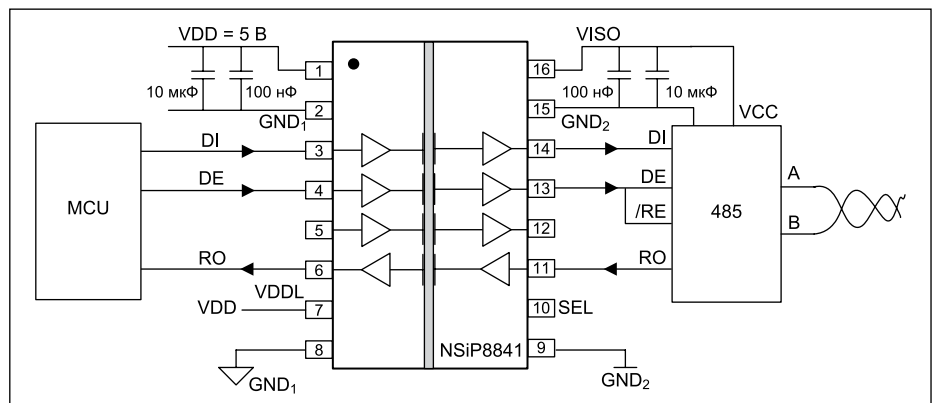 VDD = 5 В
VISO
1
16
10 мкФ
100 нФ
100 нФ
10 мкФ
2
15
GND₁
GND₂
VCC
DI
3
14
DI
DE
4
13
DE
A
MCU
/RE
485
5
12
B
RO
6
11
RO
VDDL
VDD
7
10
SEL
8
NSiP8841
9
GND₁
GND₂